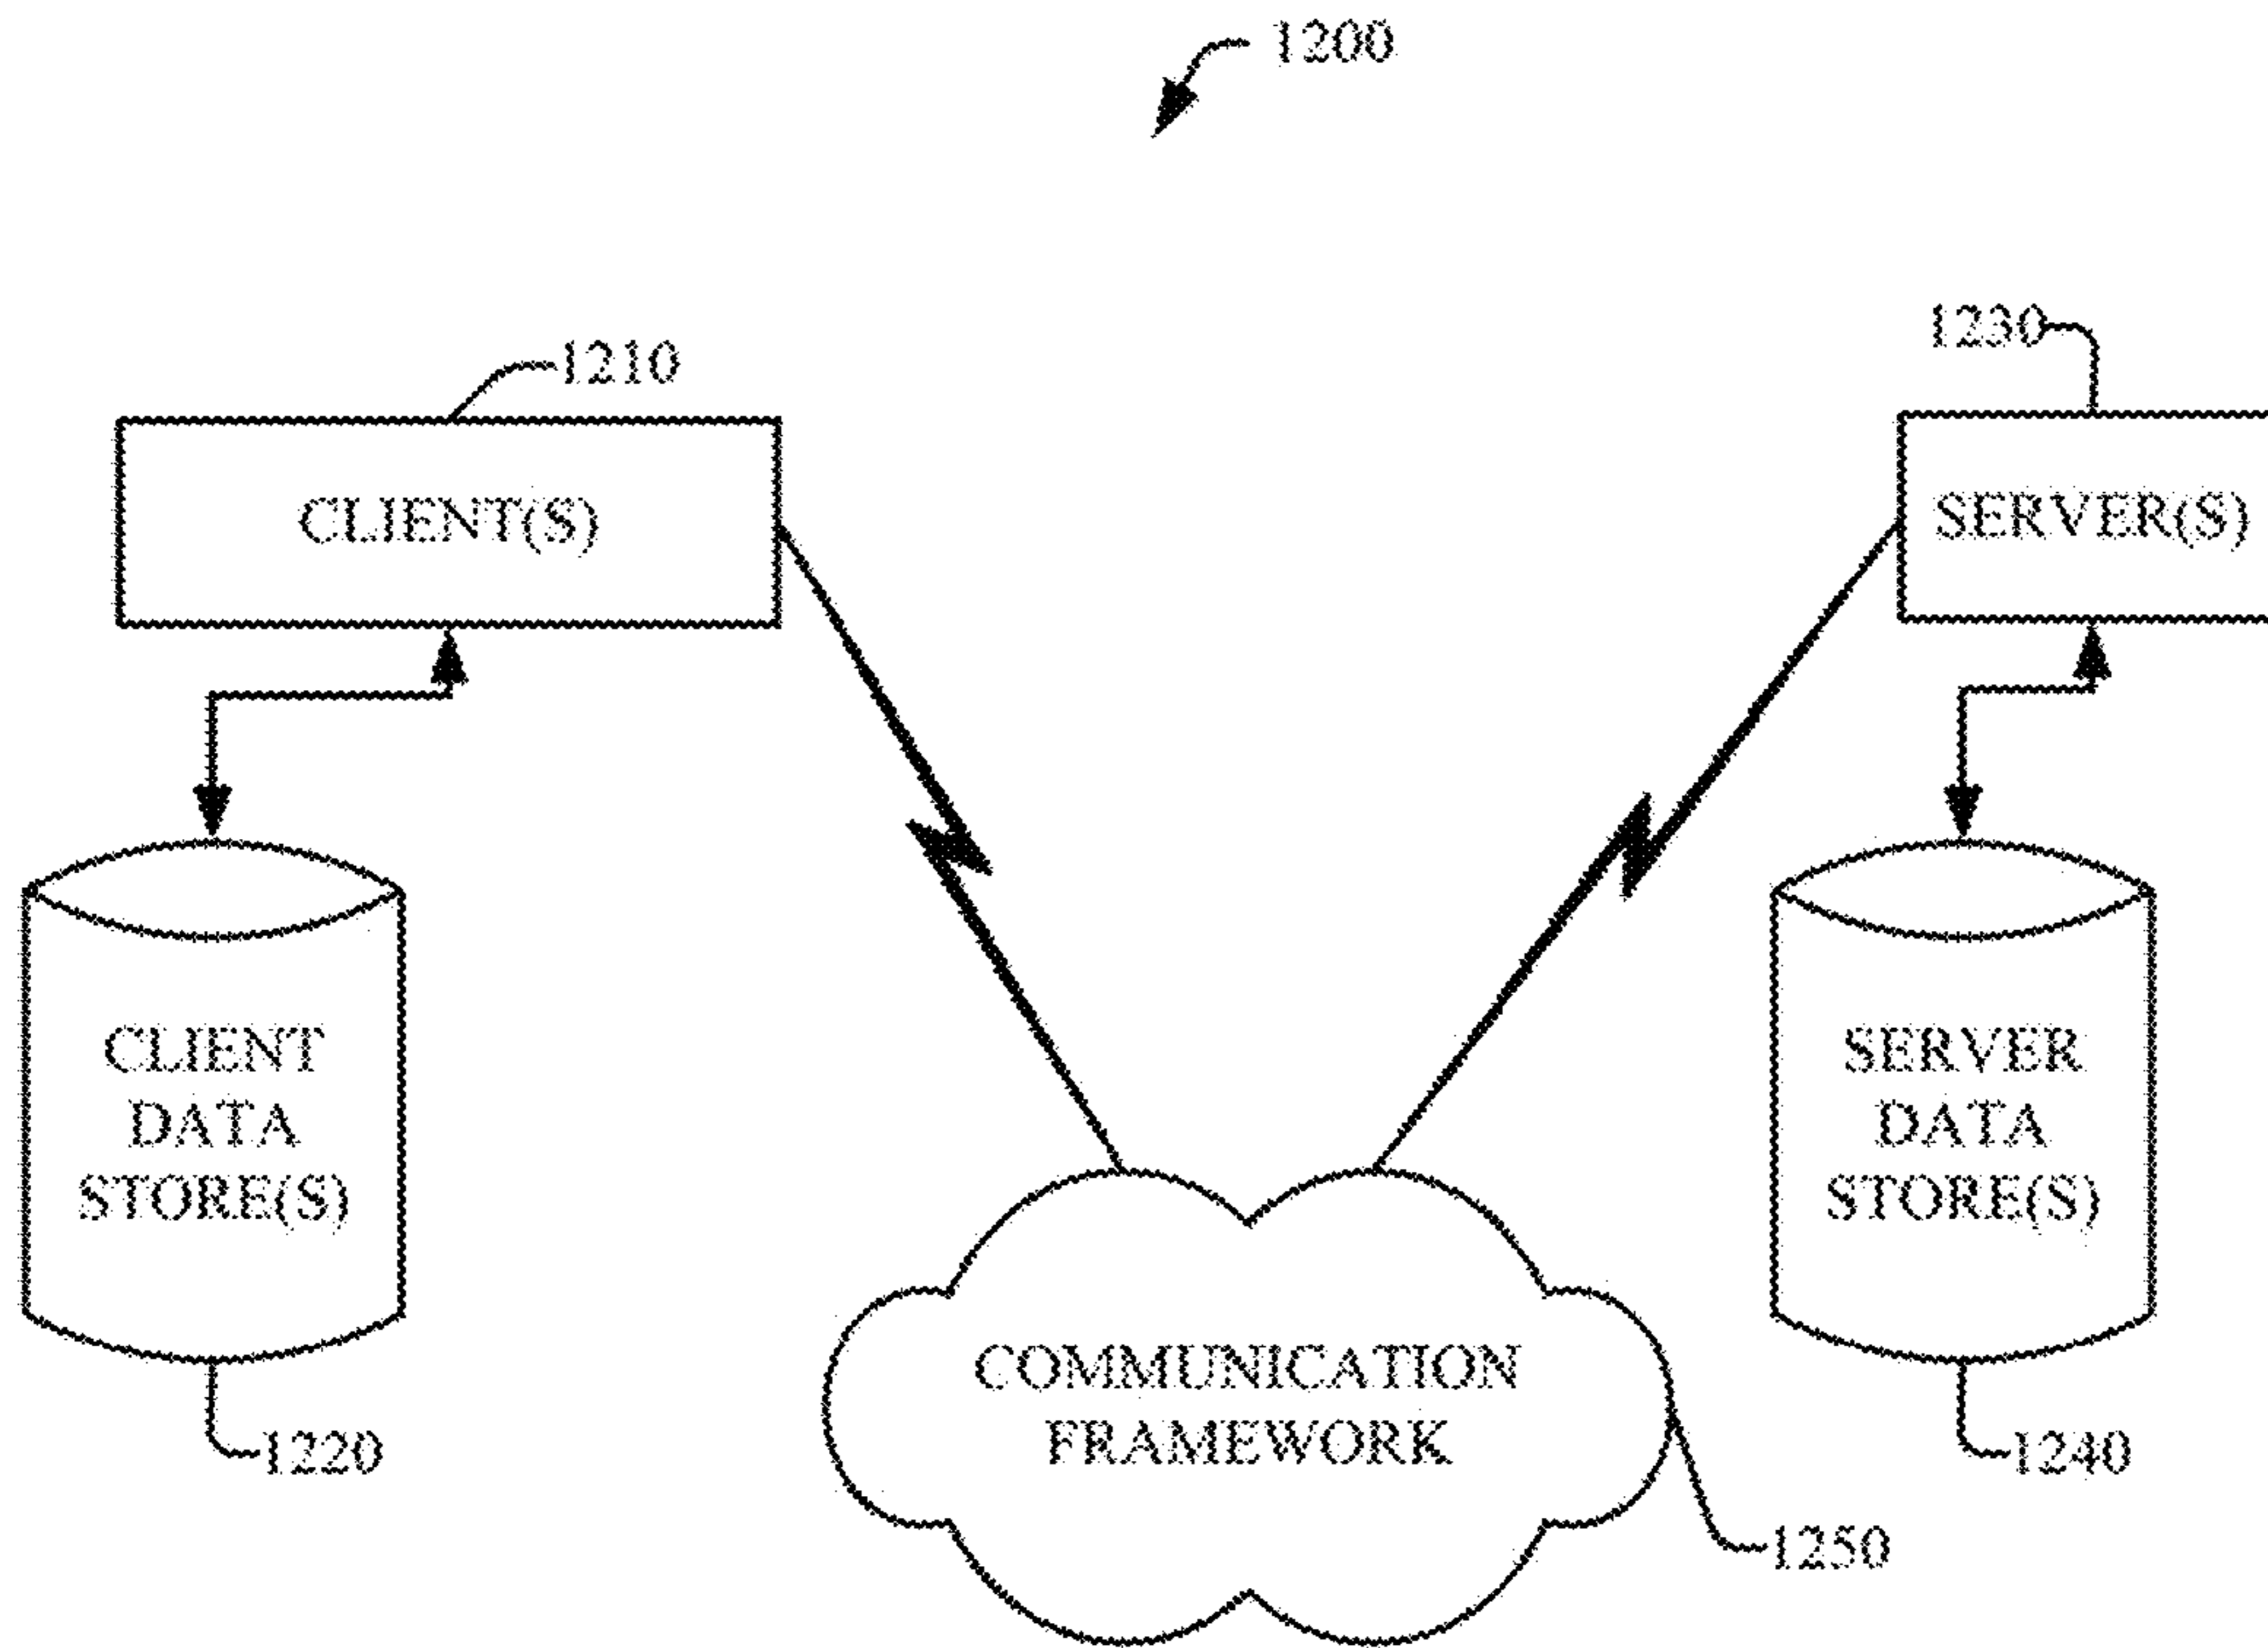 1200
1210
1230
CLIENT(S)
SERVER(S)
CLIENT
DATA
STORE(S)
SERVER
DATA
STORE(S)
COMMUNICATION
FRAMEWORK
1220
1240
1250